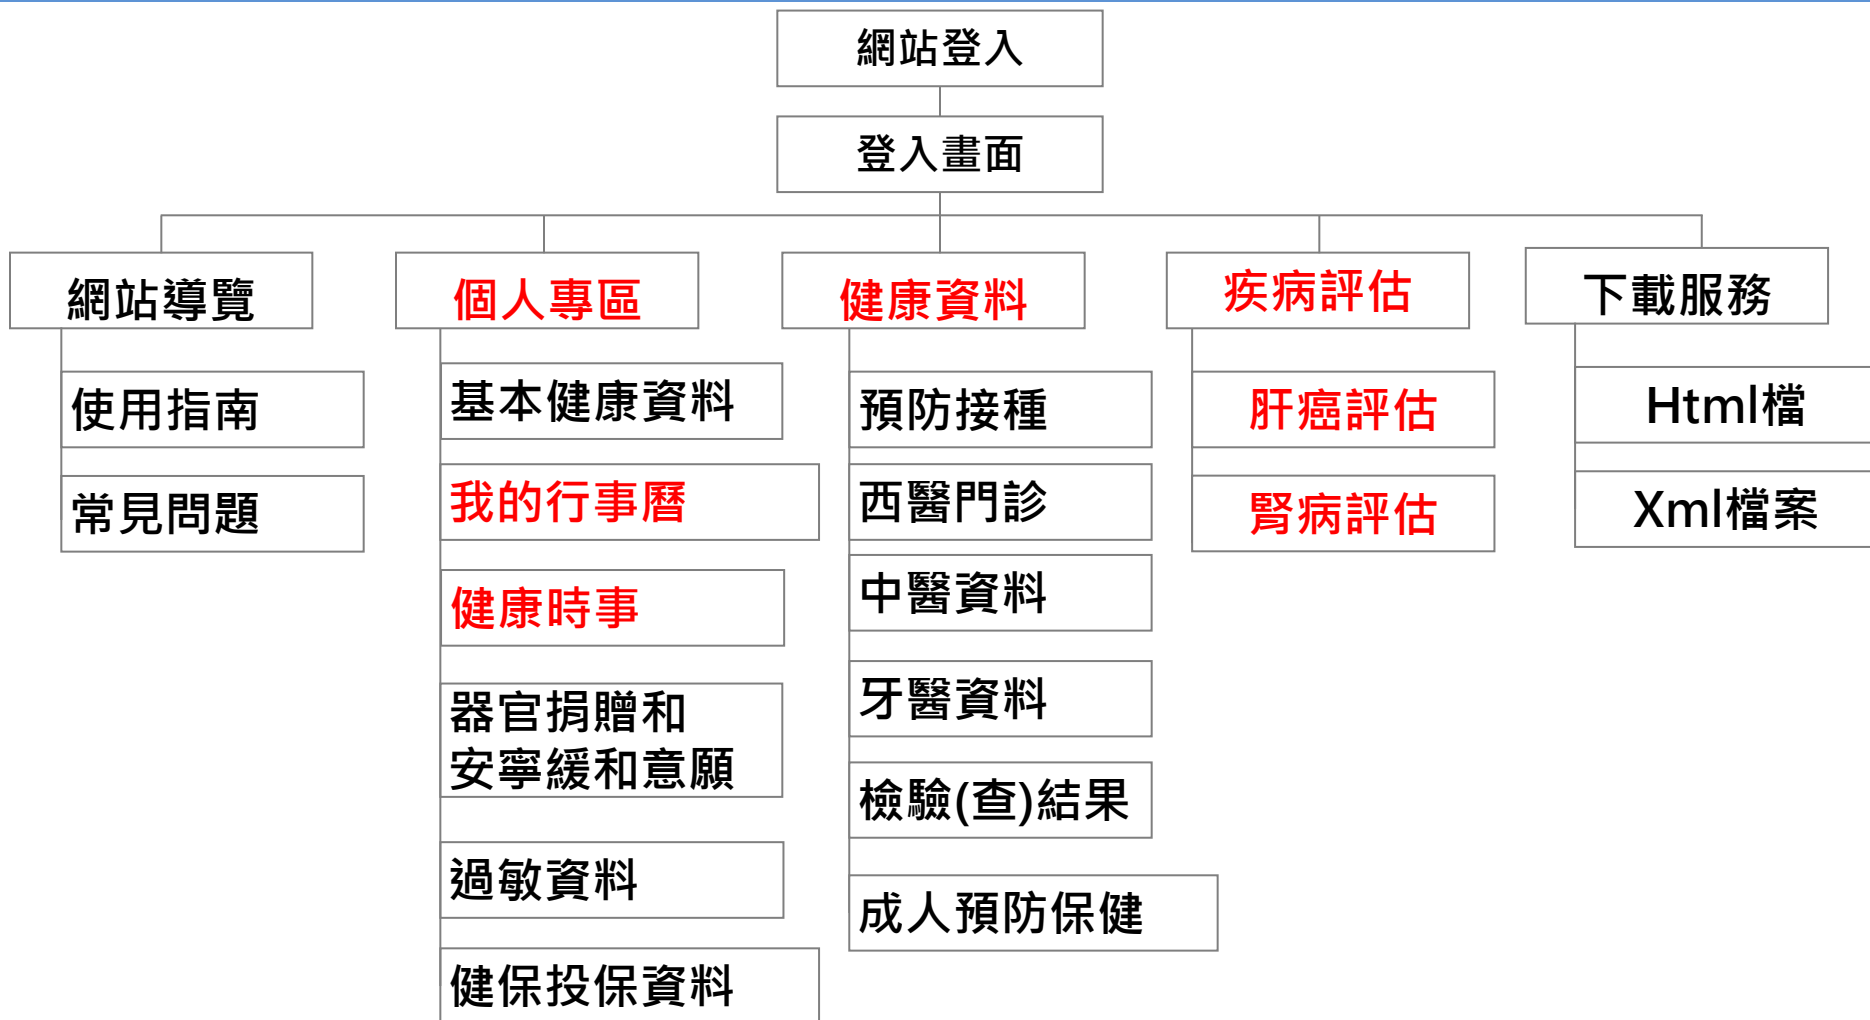 網站登入
登入畫面
網站導覽
使用指南
常見問題
個人專區
基本健康資料
我的行事曆
健康時事
器官捐贈和
安寧緩和意願
過敏資料
健保投保資料
健康資料
預防接種
西醫門診
中醫資料
牙醫資料
檢驗(查)結果
成人預防保健
疾病評估
肝癌評估
腎病評估
下載服務
Html檔
Xml檔案